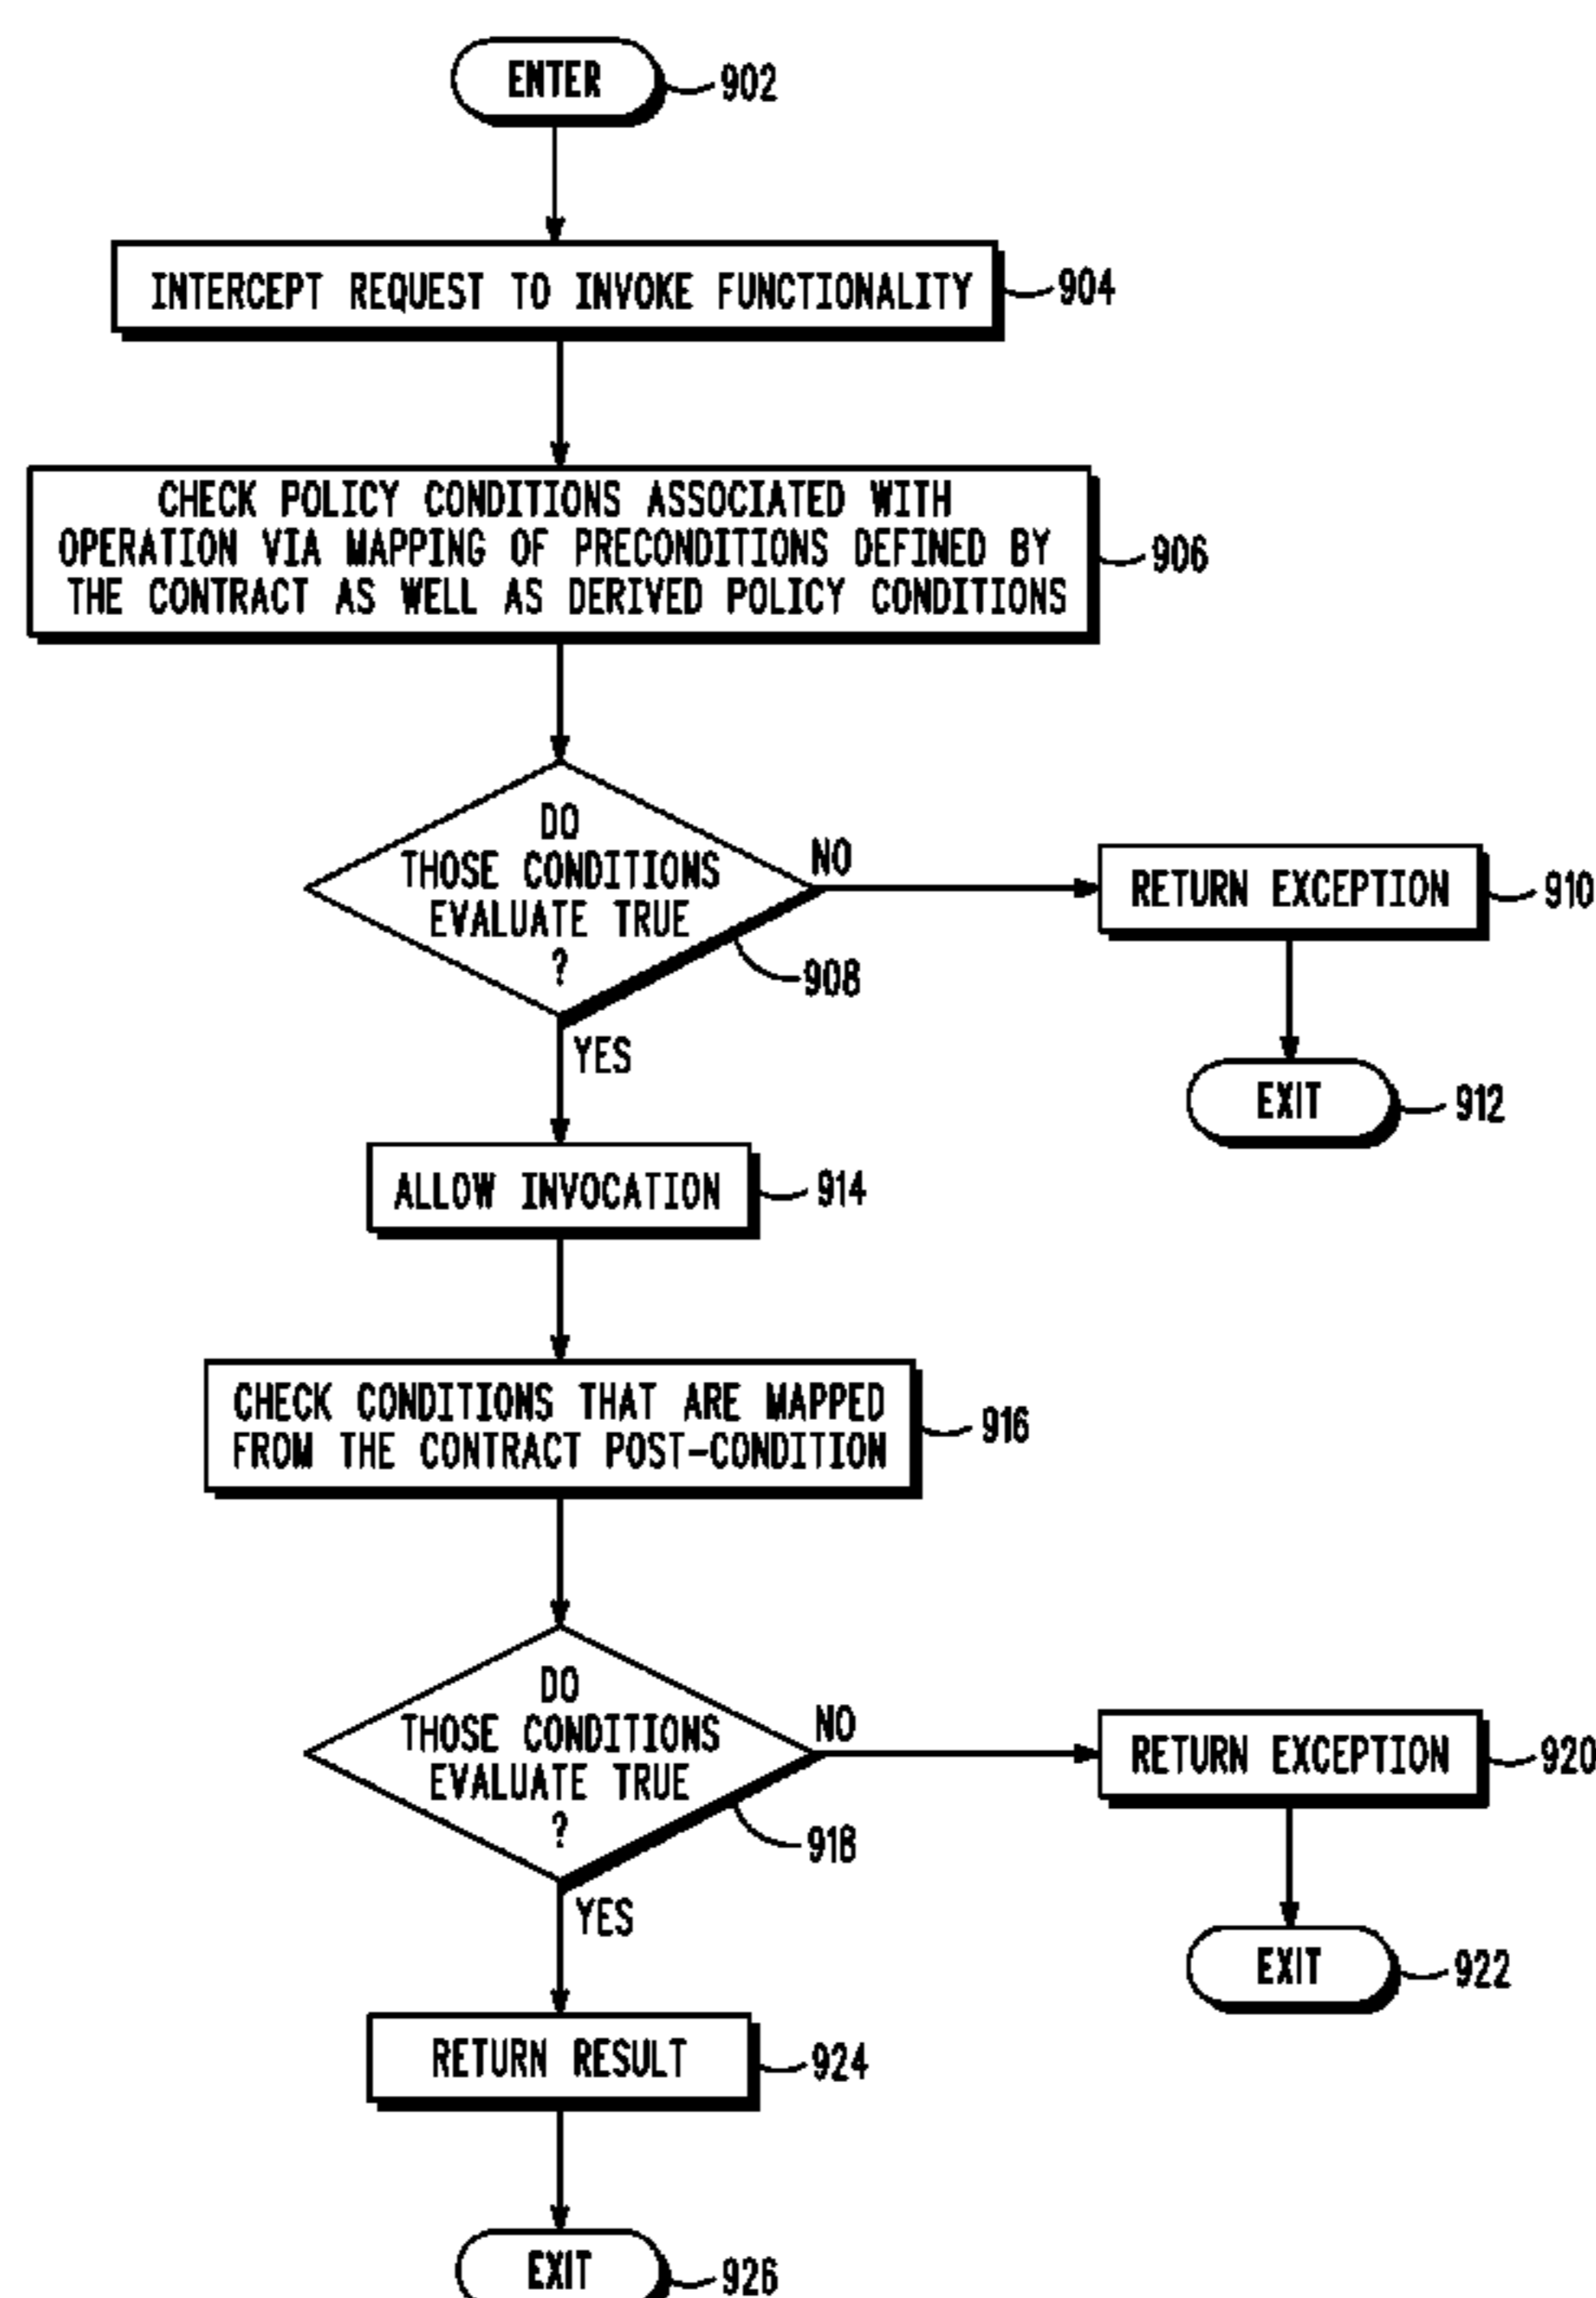 ENTER
902
INTERCEPT REQUEST TO INVOKE FUNCTIONALITY
904
CHECK POLICY CONDITIONS ASSOCIATED WITH
OPERATION VIA MAPPING OF PRECONDITIONS DEFINED BY
THE CONTRACT AS WELL AS DERIVED POLICY CONDITIONS
906
DO
THOSE CONDITIONS
EVALUATE TRUE
?
908
NO
RETURN EXCEPTION
910
EXIT
912
YES
ALLOW INVOCATION
914
CHECK CONDITIONS THAT ARE MAPPED
FROM THE CONTRACT POST-CONDITION
916
DO
THOSE CONDITIONS
EVALUATE TRUE
?
918
NO
RETURN EXCEPTION
920
EXIT
922
YES
RETURN RESULT
924
EXIT
926